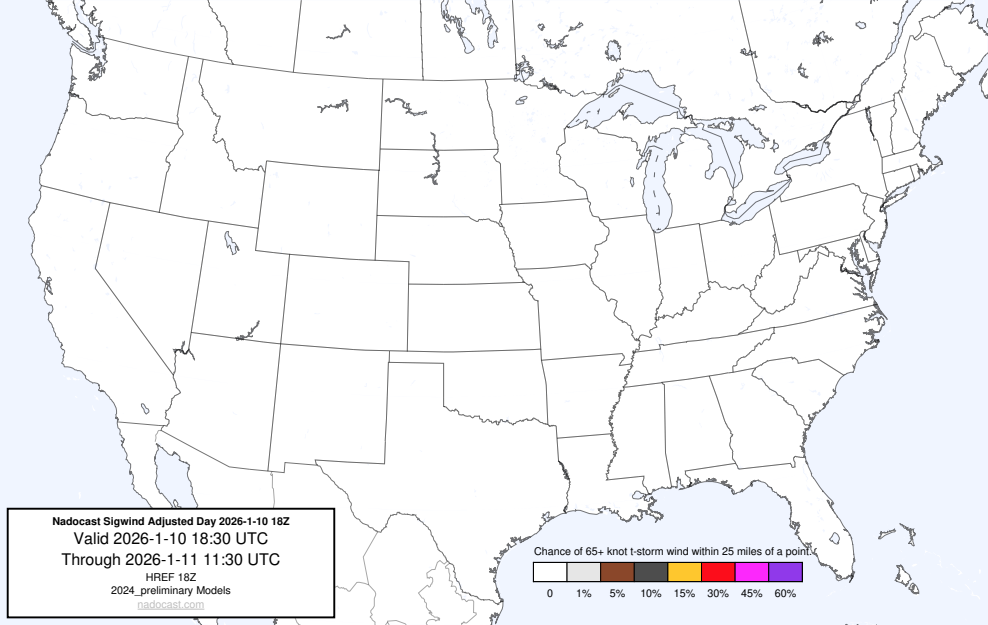 Nadocast Sigwind Adjusted Day 2026-1-10 18Z
Valid 2026-1-10 18:30 UTC
Through 2026-1-11 11:30 UTC
HREF 18Z
2024_preliminary Models
nadocast.com
Chance of 65+ knot t-storm wind within 25 miles of a point.
0 1% 5% 10% 15% 30% 45% 60%